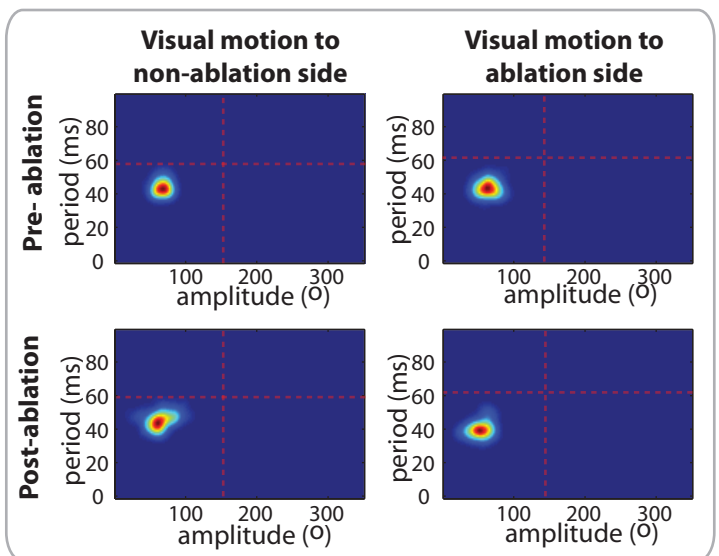 Visual motion to
non-ablation side
Visual motion to
ablation side
Pre- ablation
period (ms)
80
60
40
20
0
100 200 300
amplitude (O)
period (ms)
80
60
40
20
0
100 200 300
amplitude (O)
Post-ablation
period (ms)
80
60
40
20
0
100 200 300
amplitude (O)
period (ms)
80
60
40
20
0
100 200 300
amplitude (O)